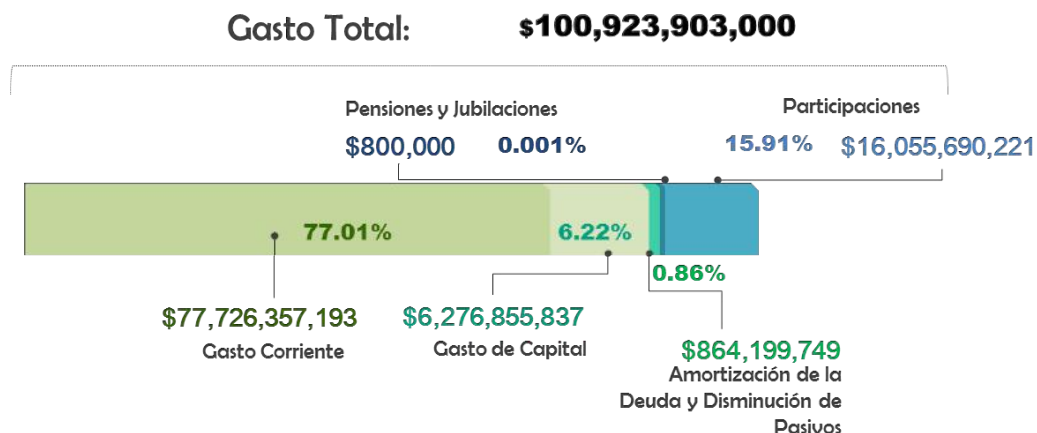 Gasto Total: $100,923,903,000
Pensiones y Jubilaciones
$800,000 0.001%
Participaciones
15.91% $16,055,690,221
77.01%
6.22%
0.86%
$77,726,357,193
Gasto Corriente
$6,276,855,837
Gasto de Capital
$864,199,749
Amortización de la
Deuda y Disminución de
Pasivos